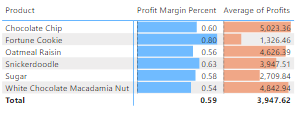 Product Profit Margin Percent Average of Profits
Chocolate Chip 0.60 5,023.36
Fortune Cookie 0.80 1,326.46
Oatmeal Raisin 0.56 4,626.39
Snickerdoodle 0.63 3,947.51
Sugar 0.58 2,709.84
White Chocolate Macadamia Nut 0.54 4,842.94
Total 0.59 3,947.62